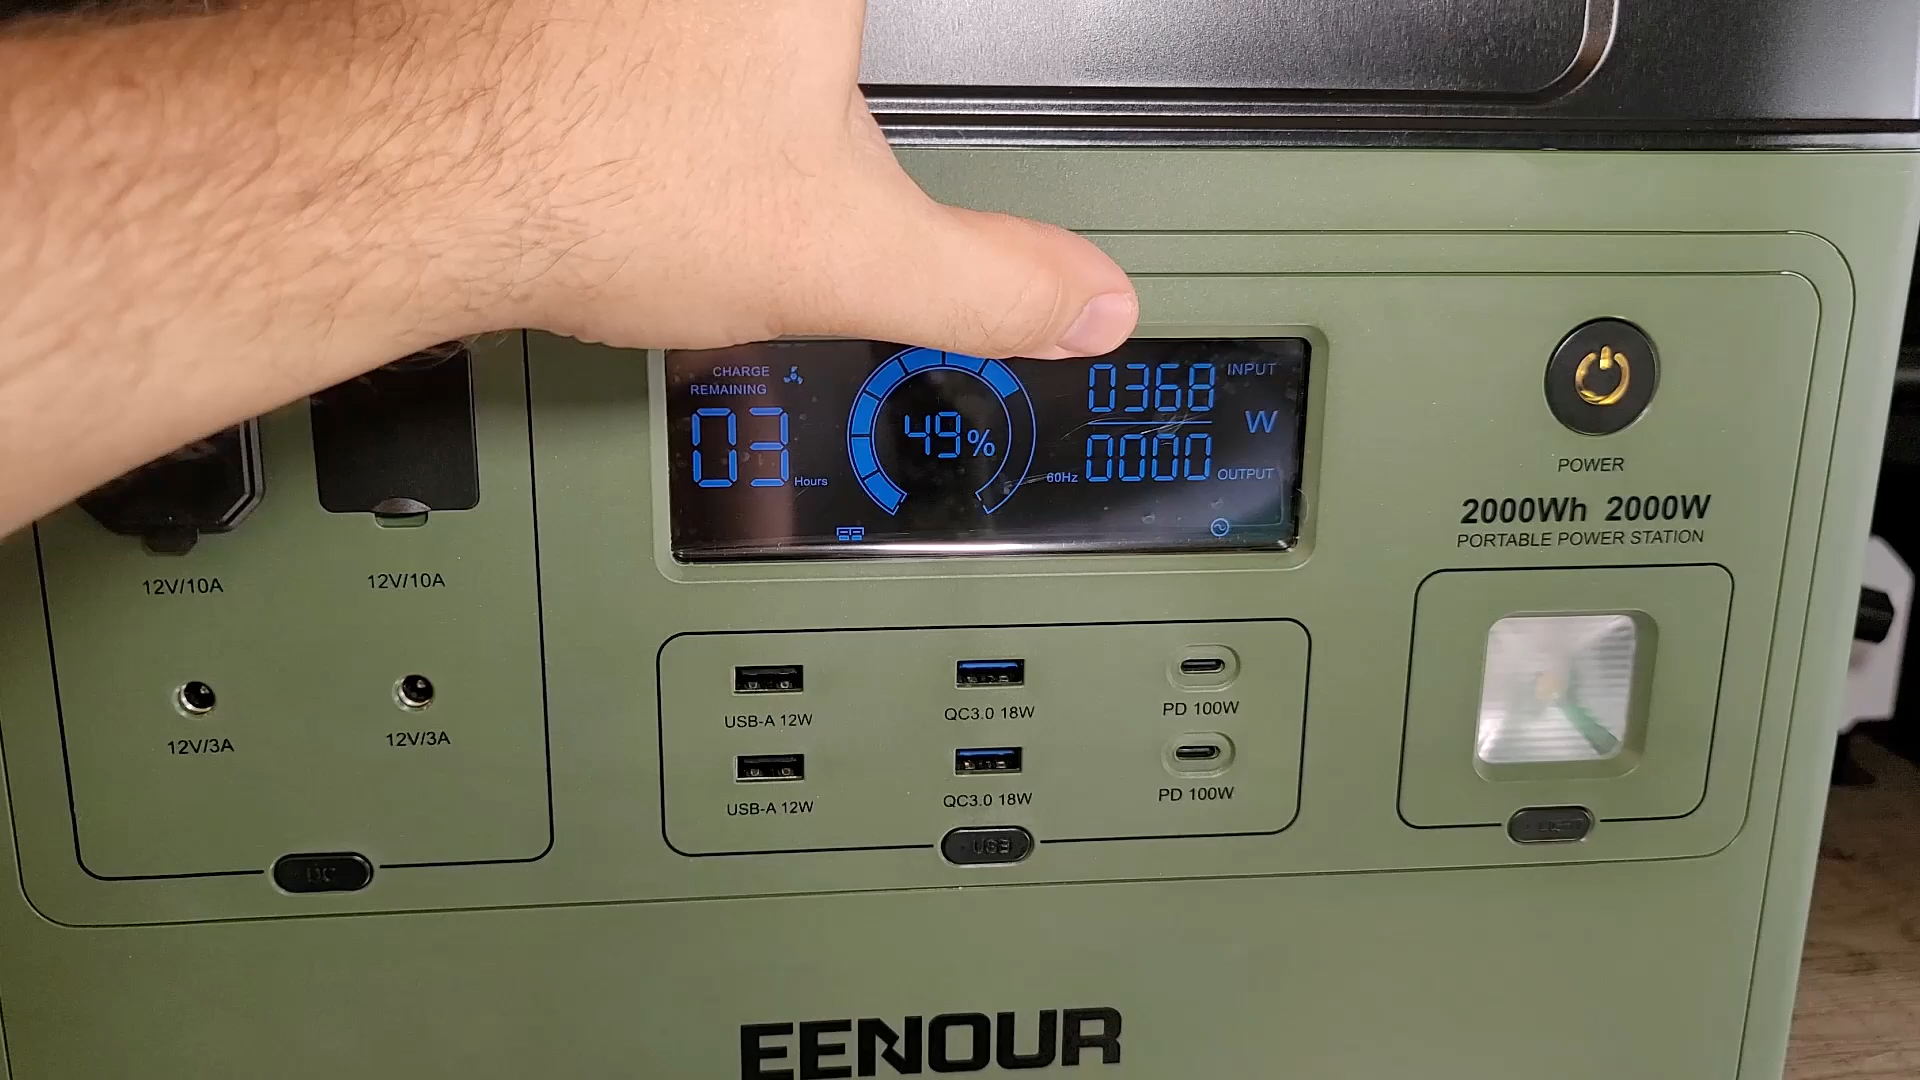 CHARGE
REMAINING
03 Hours
49%
0368 INPUT
W
60Hz 0000 OUTPUT
POWER
2000Wh 2000W
PORTABLE POWER STATION
12V/10A
12V/10A
12V/3A
12V/3A
DC
USB-A 12W
QC3.0 18W
PD 100W
USB-A 12W
QC3.0 18W
PD 100W
USB
LIGHT
EENOUR